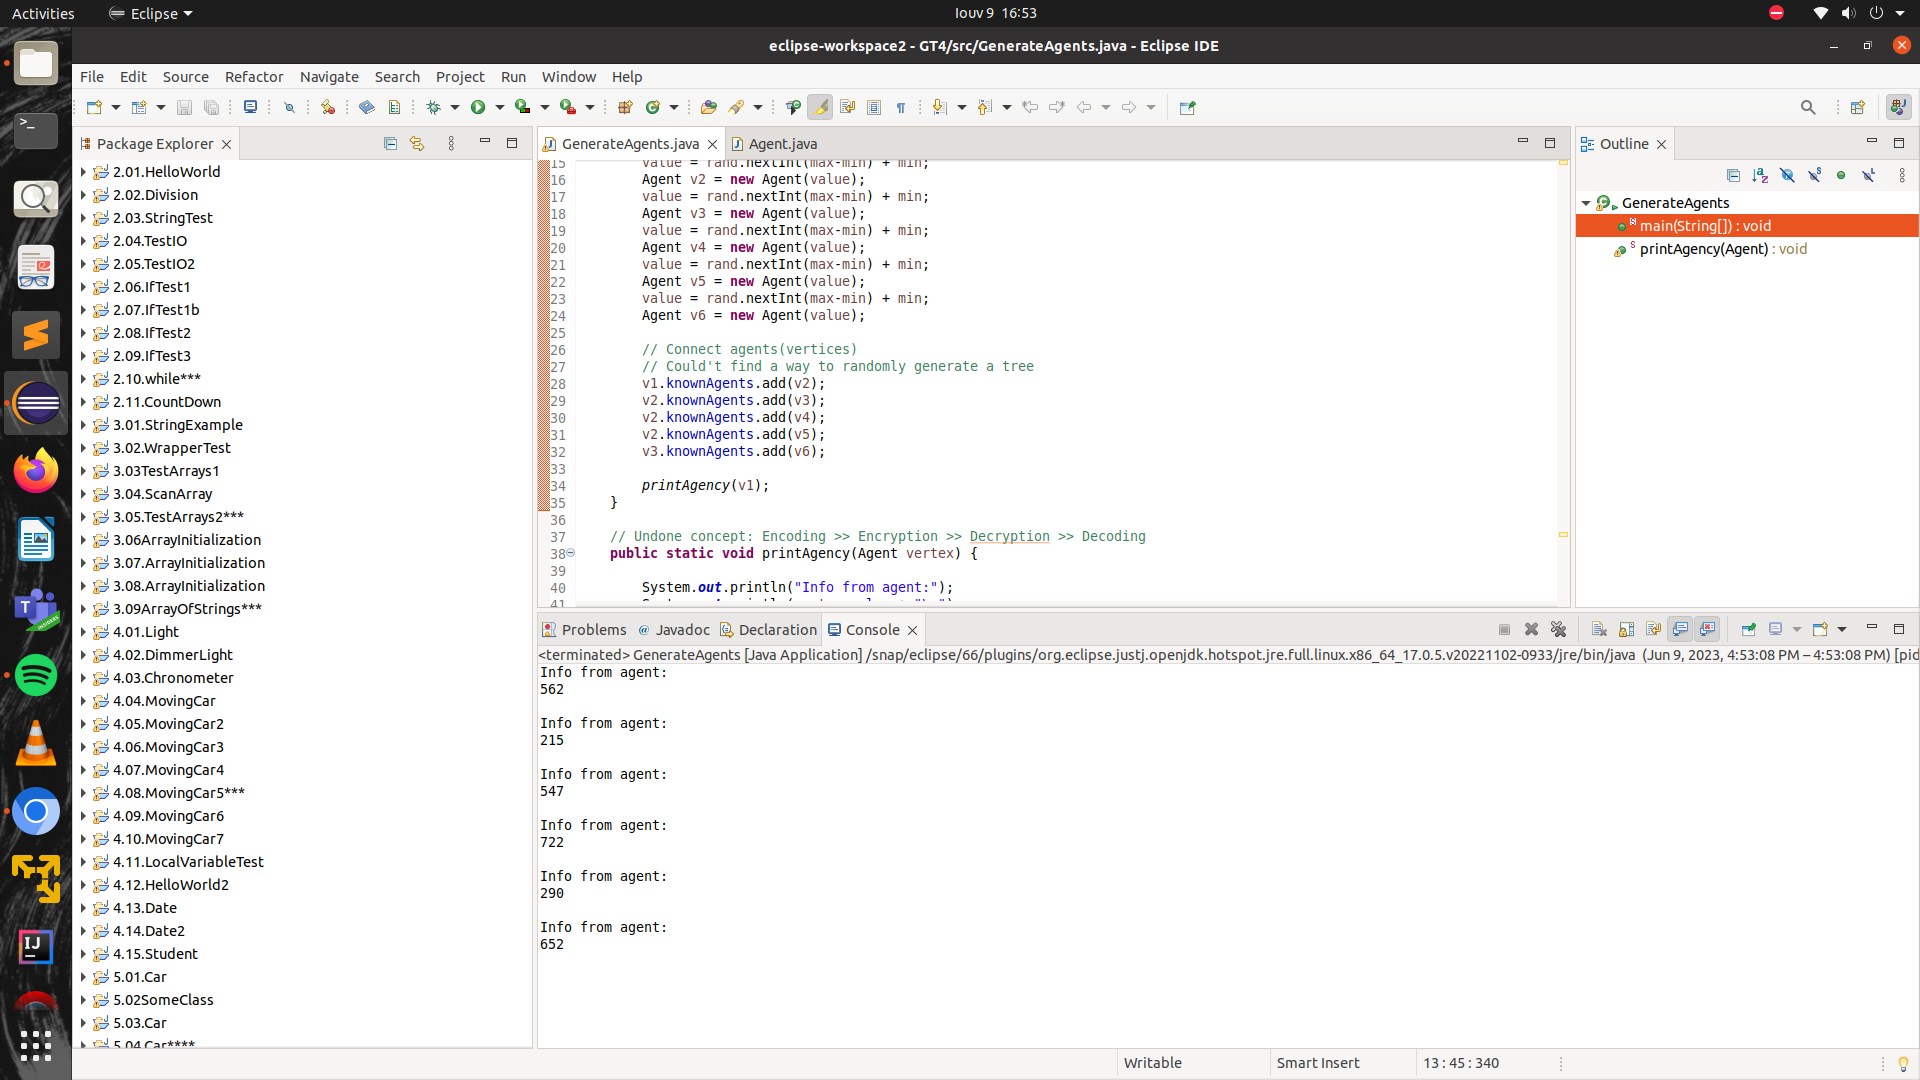 Activities
Eclipse
Ιουν 9 16:53
eclipse-workspace2 - GT4/src/GenerateAgents.java - Eclipse IDE
File Edit Source Refactor Navigate Search Project Run Window Help
Package Explorer
2.01.HelloWorld
2.02.Division
2.03.StringTest
2.04.TestIO
2.05.TestIO2
2.06.IfTest1
2.07.IfTest1b
2.08.IfTest2
2.09.IfTest3
2.10.while***
2.11.CountDown
3.01.StringExample
3.02.WrapperTest
3.03TestArrays1
3.04.ScanArray
3.05.TestArrays2***
3.06ArrayInitialization
3.07.ArrayInitialization
3.08.ArrayInitialization
3.09ArrayOfStrings***
4.01.Light
4.02.DimmerLight
4.03.Chronometer
4.04.MovingCar
4.05.MovingCar2
4.06.MovingCar3
4.07.MovingCar4
4.08.MovingCar5***
4.09.MovingCar6
4.10.MovingCar7
4.11.LocalVariableTest
4.12.HelloWorld2
4.13.Date
4.14.Date2
4.15.Student
5.01.Car
5.02SomeClass
5.03.Car
5.04.Car****
GenerateAgents.java
Agent.java
15 value = rand.nextInt(max-min) + min;
16 Agent v2 = new Agent(value);
17 value = rand.nextInt(max-min) + min;
18 Agent v3 = new Agent(value);
19 value = rand.nextInt(max-min) + min;
20 Agent v4 = new Agent(value);
21 value = rand.nextInt(max-min) + min;
22 Agent v5 = new Agent(value);
23 value = rand.nextInt(max-min) + min;
24 Agent v6 = new Agent(value);
25
26 // Connect agents(vertices)
27 // Could't find a way to randomly generate a tree
28 v1.knownAgents.add(v2);
29 v2.knownAgents.add(v3);
30 v2.knownAgents.add(v4);
31 v2.knownAgents.add(v5);
32 v3.knownAgents.add(v6);
33
34 printAgency(v1);
35 }
36
37 // Undone concept: Encoding >> Encryption >> Decryption >> Decoding
38 public static void printAgency(Agent vertex) {
39
40 System.out.println("Info from agent:");
41
Outline
GenerateAgents
main(String[]) : void
printAgency(Agent) : void
Problems @ Javadoc Declaration Console
<terminated> GenerateAgents [Java Application] /snap/eclipse/66/plugins/org.eclipse.justj.openjdk.hotspot.jre.full.linux.x86_64_17.0.5.v20221102-0933/jre/bin/java (Jun 9, 2023, 4:53:08 PM – 4:53:08 PM) [pid
Info from agent:
562
Info from agent:
215
Info from agent:
547
Info from agent:
722
Info from agent:
290
Info from agent:
652
Writable
Smart Insert
13 : 45 : 340